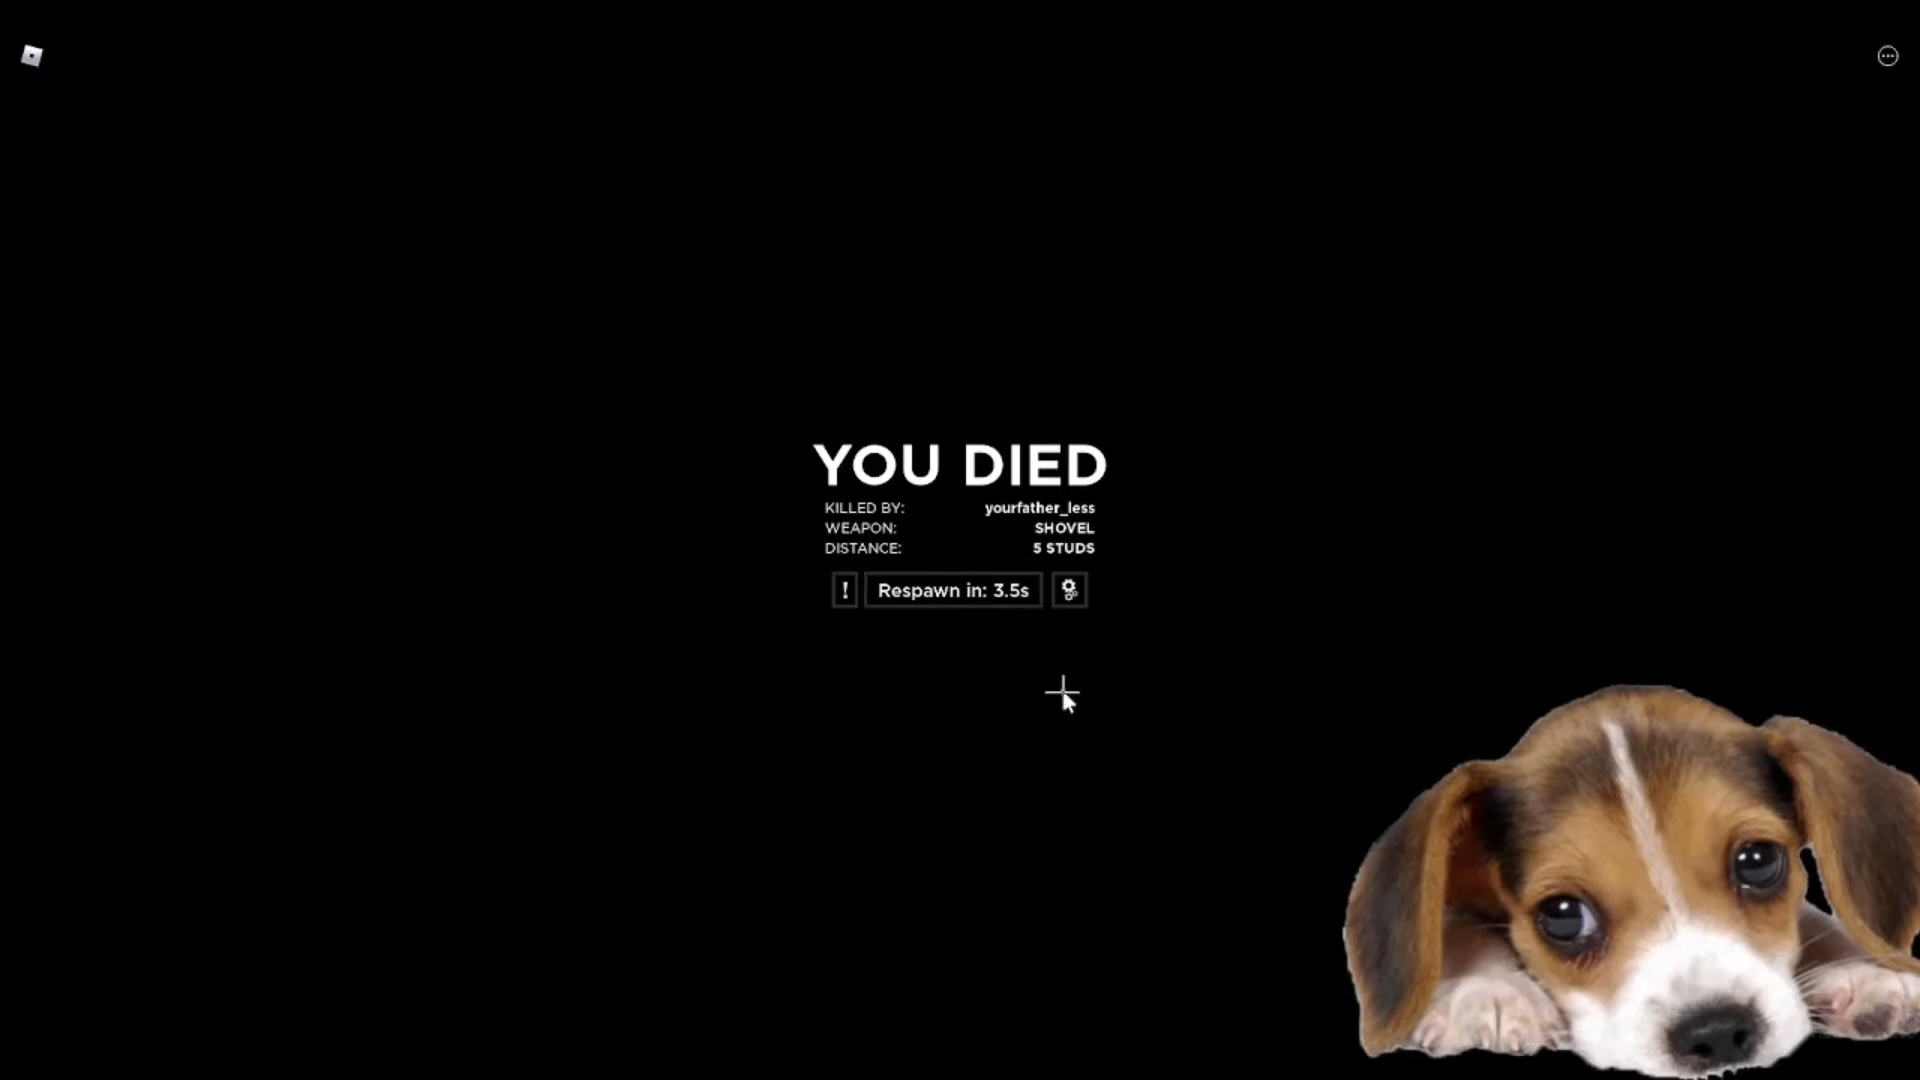 YOU DIED
KILLED BY: yourfather_less
WEAPON: SHOVEL
DISTANCE: 5 STUDS
! Respawn in: 3.5s